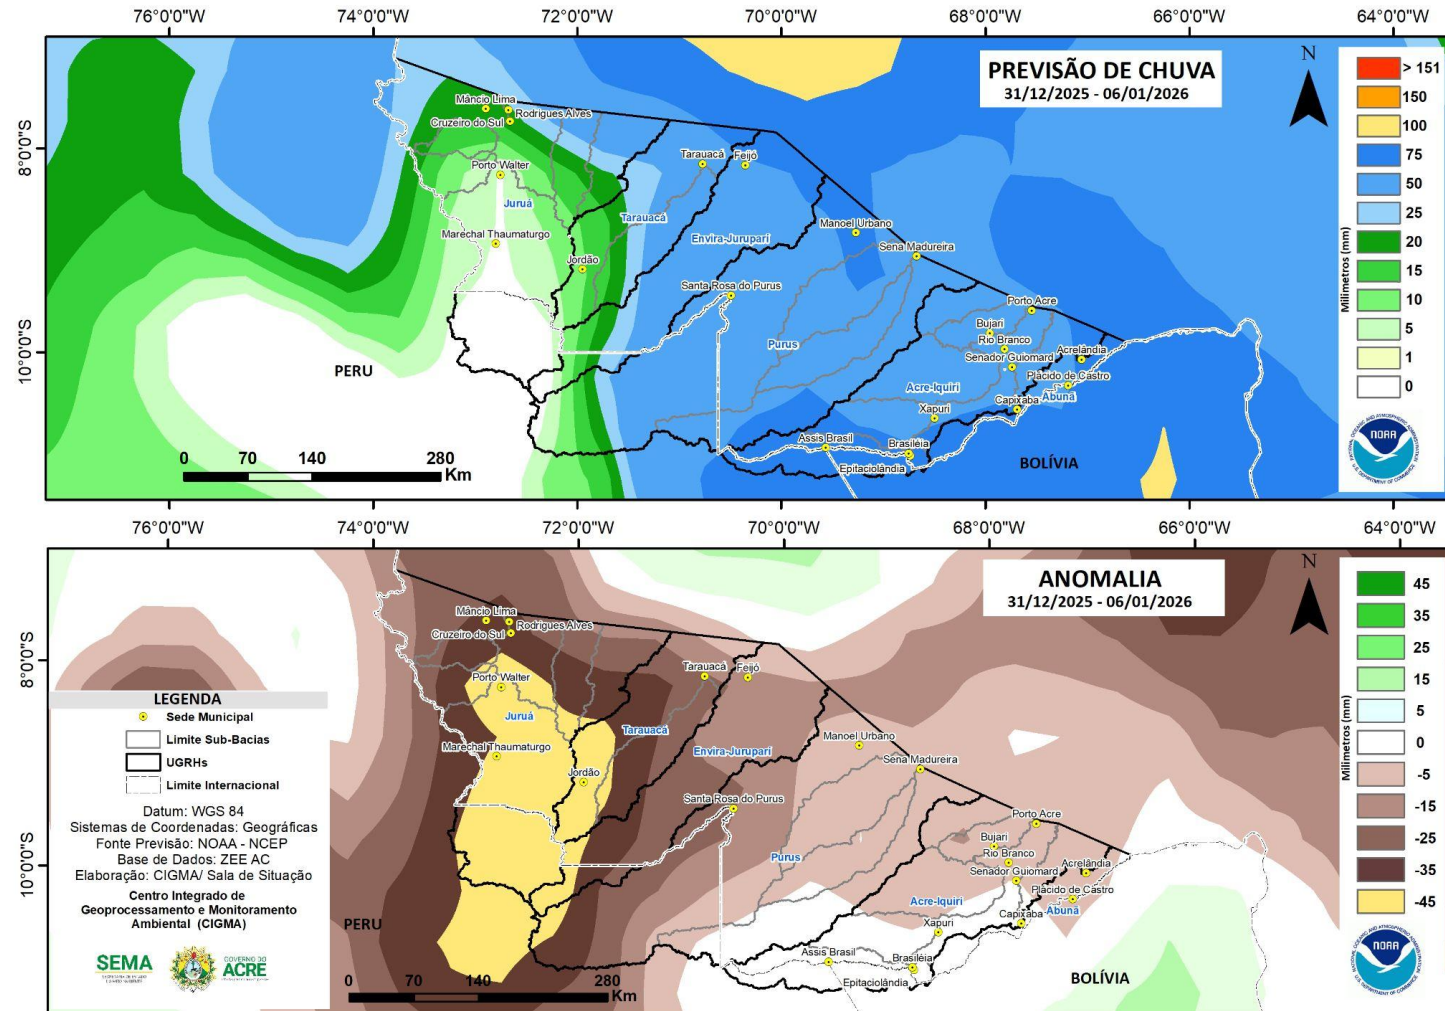 76°0'0"W 74°0'0"W 72°0'0"W 70°0'0"W 68°0'0"W 66°0'0"W 64°0'0"W
8°0'0"S
10°0'0"S
PREVISÃO DE CHUVA
31/12/2025 - 06/01/2026
N
> 151
150
100
75
50
25
20
15
10
5
1
0
Milímetros (mm)
NOAA
Mâncio Lima
Rodrigues Alves
Cruzeiro do Sul
Porto Walter
Juruá
Marechal Thaumaturgo
Jordão
Tarauacá
Feijó
Tarauacá
Envira-Jurupari
Manoel Urbano
Sena Madureira
Santa Rosa do Purus
Purus
Porto Acre
Bujari
Rio Branco
Senador Guiomard
Acrelândia
Plácido de Castro
Acre-Iquiri
Abunã
Xapuri
Capixaba
Assis Brasil
Brasiléia
Epitaciolândia
PERU
BOLÍVIA
0 70 140 280
Km
76°0'0"W 74°0'0"W 72°0'0"W 70°0'0"W 68°0'0"W 66°0'0"W 64°0'0"W
8°0'0"S
10°0'0"S
ANOMALIA
31/12/2025 - 06/01/2026
N
45
35
25
15
5
0
-5
-15
-25
-35
-45
Milímetros (mm)
NOAA
Mâncio Lima
Rodrigues Alves
Cruzeiro do Sul
Porto Walter
Juruá
Marechal Thaumaturgo
Jordão
Tarauacá
Feijó
Tarauacá
Envira-Jurupari
Manoel Urbano
Sena Madureira
Santa Rosa do Purus
Purus
Porto Acre
Bujari
Rio Branco
Senador Guiomard
Acrelândia
Plácido de Castro
Acre-Iquiri
Abunã
Xapuri
Capixaba
Assis Brasil
Brasiléia
Epitaciolândia
PERU
BOLÍVIA
0 70 140 280
Km
LEGENDA
Sede Municipal
Limite Sub-Bacias
UGRHs
Limite Internacional
Datum: WGS 84
Sistemas de Coordenadas: Geográficas
Fonte Previsão: NOAA - NCEP
Base de Dados: ZEE AC
Elaboração: CIGMA/ Sala de Situação
Centro Integrado de
Geoprocessamento e Monitoramento
Ambiental (CIGMA)
SEMA
GOVERNO DO
ACRE